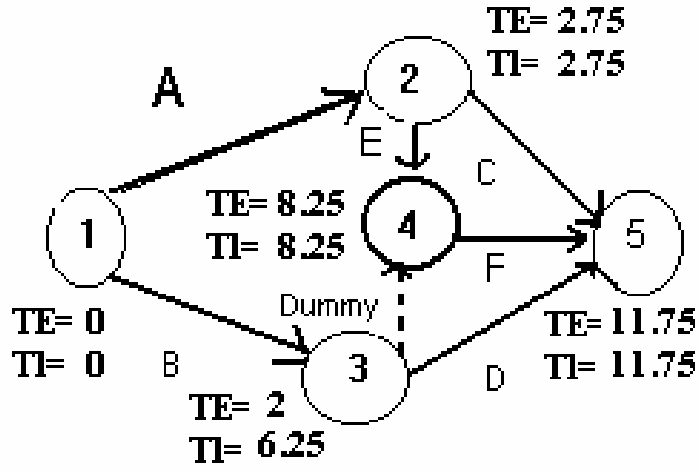 TE= 2.75
Tl= 2.75
A
2
E
C
TE= 8.25
Tl= 8.25
4
1
5
F
Dummy
TE= 0
Tl= 0
B
3
D
TE= 11.75
Tl= 11.75
TE= 2
Tl= 6.25